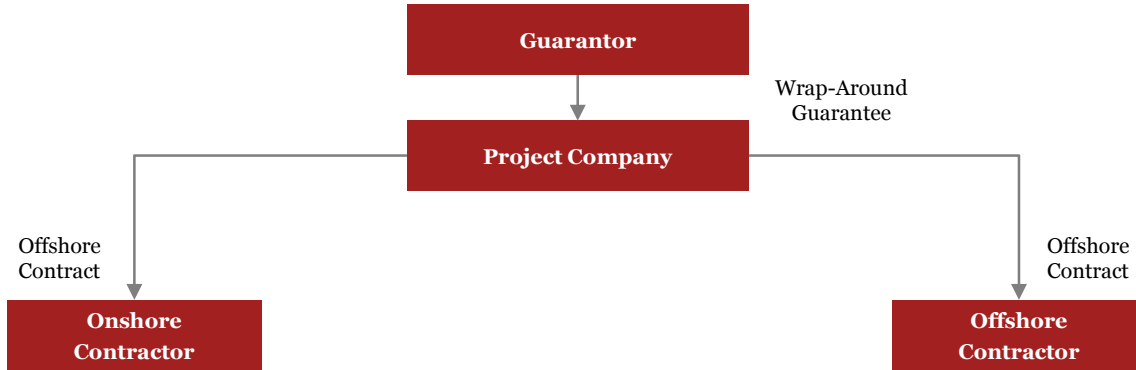 Guarantor
Wrap-Around
Guarantee
Project Company
Offshore
Contract
Offshore
Contract
Onshore
Contractor
Offshore
Contractor